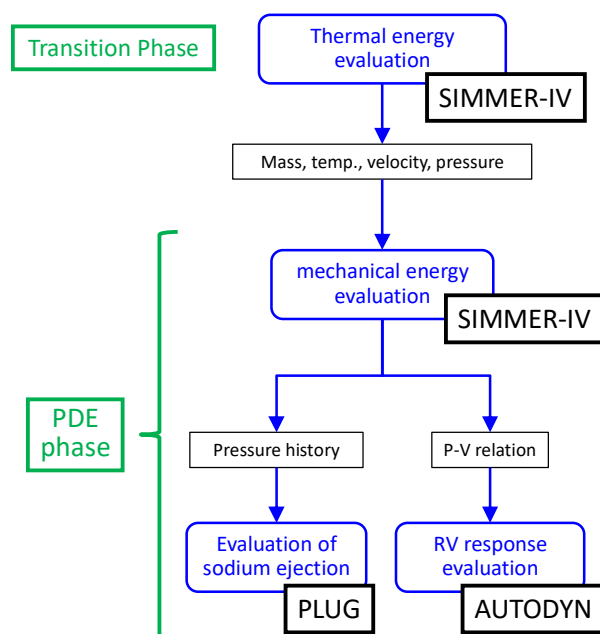 Transition Phase
Thermal energy
evaluation
SIMMER-IV
Mass, temp., velocity, pressure
mechanical energy
evaluation
SIMMER-IV
PDE
phase
Pressure history
P-V relation
Evaluation of
sodium ejection
PLUG
RV response
evaluation
AUTODYN